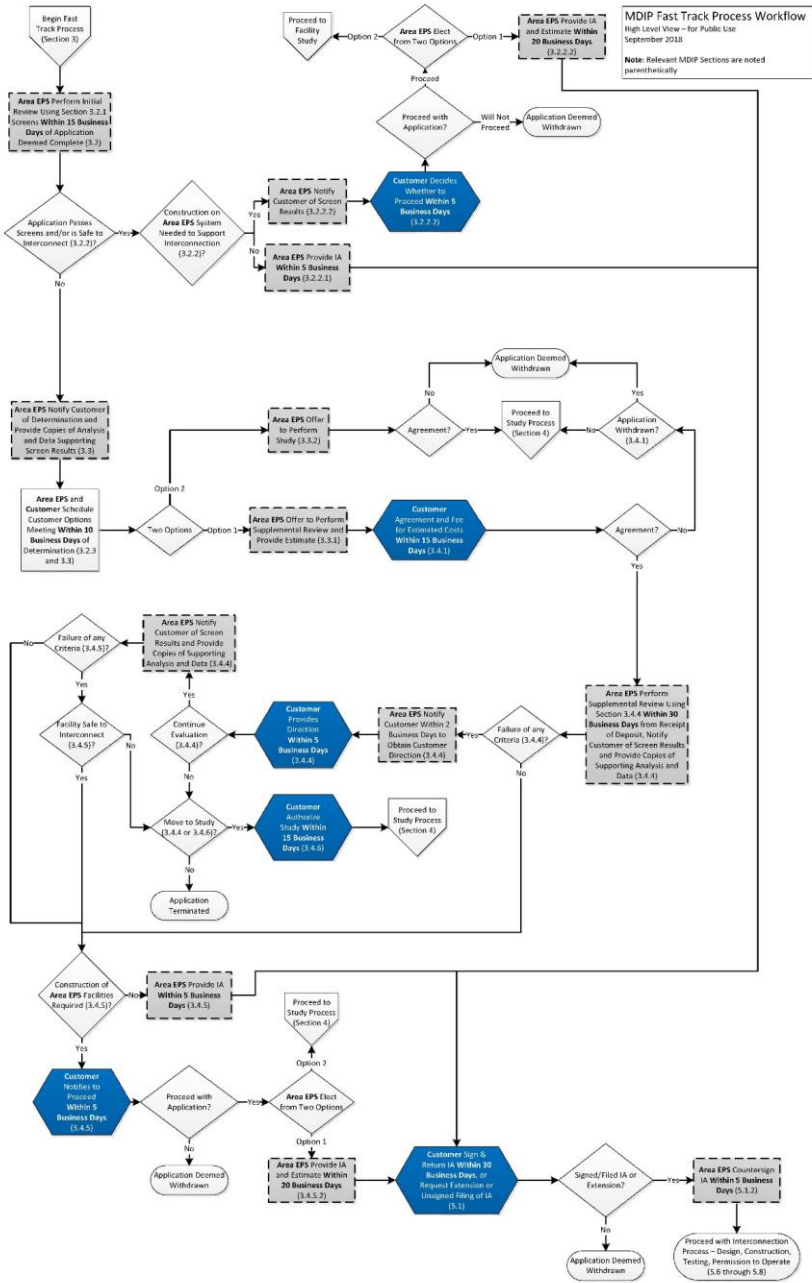 MDIP Fast Track Process Workflow
High Level View – for Public Use
September 2018
Note: Relevant MDIP Sections are noted
parenthetically
Begin Fast
Track Process
(Section 3)
Area EPS Perform Initial
Review Using Section 3.2.1
Screens Within 15 Business
Days of Application
Deemed Complete (3.2)
Application Passes
Screens and/or is Safe to
Interconnect (3.2.2)?
Yes
No
Construction on
Area EPS System
Needed to Support
Interconnection
(3.2.2)?
Yes
No
Area EPS Notify
Customer of Screen
Results (3.2.2.2)
Area EPS Provide IA
Within 5 Business
Days (3.2.2.1)
Customer Decides
Whether to
Proceed Within 5
Business Days
(3.2.2.2)
Proceed with
Application?
Will Not
Proceed
Application Deemed
Withdrawn
Proceed
Area EPS Elect
from Two Options
Option 2
Proceed to
Facility
Study
Option 1
Area EPS Provide IA
and Estimate Within
20 Business Days
(3.2.2.2)
Area EPS Notify Customer
of Determination and
Provide Copies of Analysis
and Data Supporting
Screen Results (3.3)
Area EPS and
Customer Schedule
Customer Options
Meeting Within 10
Business Days of
Determination (3.2.3
and 3.3)
Two Options
Option 2
Option 1
Area EPS Offer
to Perform
Study (3.3.2)
Agreement?
No
Yes
Application Deemed
Withdrawn
Proceed to
Study Process
(Section 4)
Application
Withdrawn?
(3.4.1)
Yes
No
Area EPS Offer to Perform
Supplemental Review and
Provide Estimate (3.3.1)
Customer
Agreement and Fee
for Estimated Costs
Within 15 Business
Days (3.4.1)
Agreement?
No
Yes
Area EPS Perform
Supplemental Review Using
Section 3.4.4 Within 30
Business Days from Receipt
of Deposit, Notify
Customer of Screen Results
and Provide Copies of
Supporting Analysis and
Data (3.4.4)
Failure of any
Criteria (3.4.4)?
Yes
No
Area EPS Notify
Customer Within 2
Business Days to
Obtain Customer
Direction (3.4.4)
Customer
Provides
Direction
Within 5
Business Days
(3.4.4)
Continue
Evaluation
(3.4.4)?
Yes
No
Area EPS Notify
Customer of Screen
Results and Provide
Copies of Supporting
Analysis and Data (3.4.4)
Failure of any
Criteria (3.4.5)?
No
Yes
Facility Safe to
Interconnect
(3.4.5)?
No
Yes
Move to Study
(3.4.4 or 3.4.6)?
Yes
No
Customer
Authorize
Study Within
15 Business
Days (3.4.6)
Proceed to
Study Process
(Section 4)
Application
Terminated
Construction of
Area EPS Facilities
Required (3.4.5)?
No
Yes
Area EPS Provide IA
Within 5 Business
Days (3.4.5)
Customer
Notifies to
Proceed
Within 5
Business Days
(3.4.5)
Proceed with
Application?
Yes
No
Application Deemed
Withdrawn
Area EPS Elect
from Two Options
Option 2
Proceed to
Study Process
(Section 4)
Option 1
Area EPS Provide IA
and Estimate Within
20 Business Days
(3.4.5.2)
Customer Sign &
Return IA Within 30
Business Days, or
Request Extension or
Unsigned Filing of IA
(5.1)
Signed/Filed IA or
Extension?
Yes
No
Application Deemed
Withdrawn
Area EPS Countersign
IA Within 5 Business
Days (5.1.2)
Proceed with Interconnection
Process – Design, Construction,
Testing, Permission to Operate
(5.6 through 5.8)